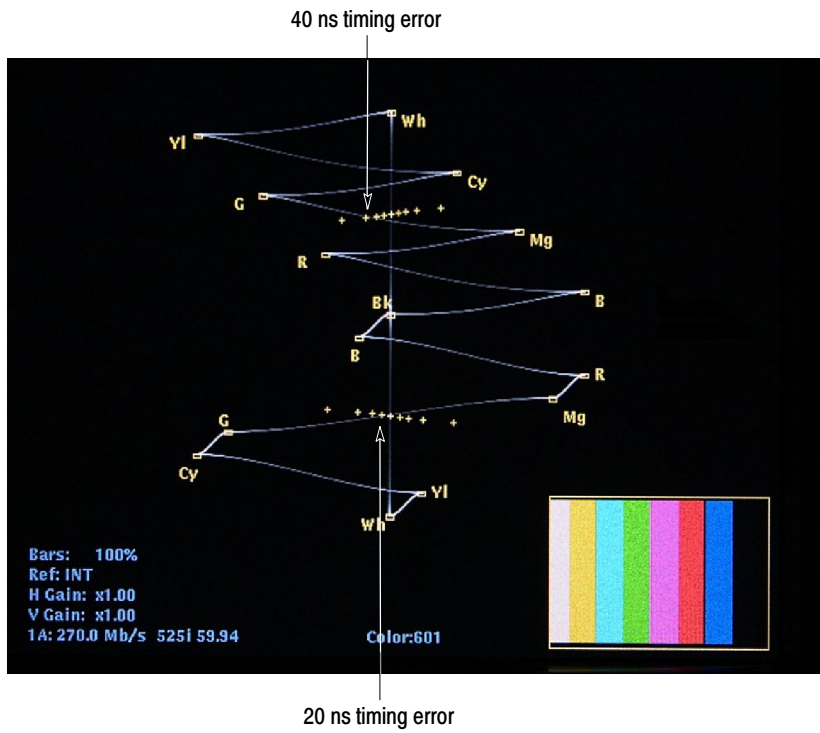 40 ns timing error
Wh
Yl
Cy
G
Mg
R
B
Bk
B
R
Mg
G
Cy
Yl
Wh
Bars: 100%
Ref: INT
H Gain: x1.00
V Gain: x1.00
1A: 270.0 Mb/s 525i 59.94
Color:601
20 ns timing error